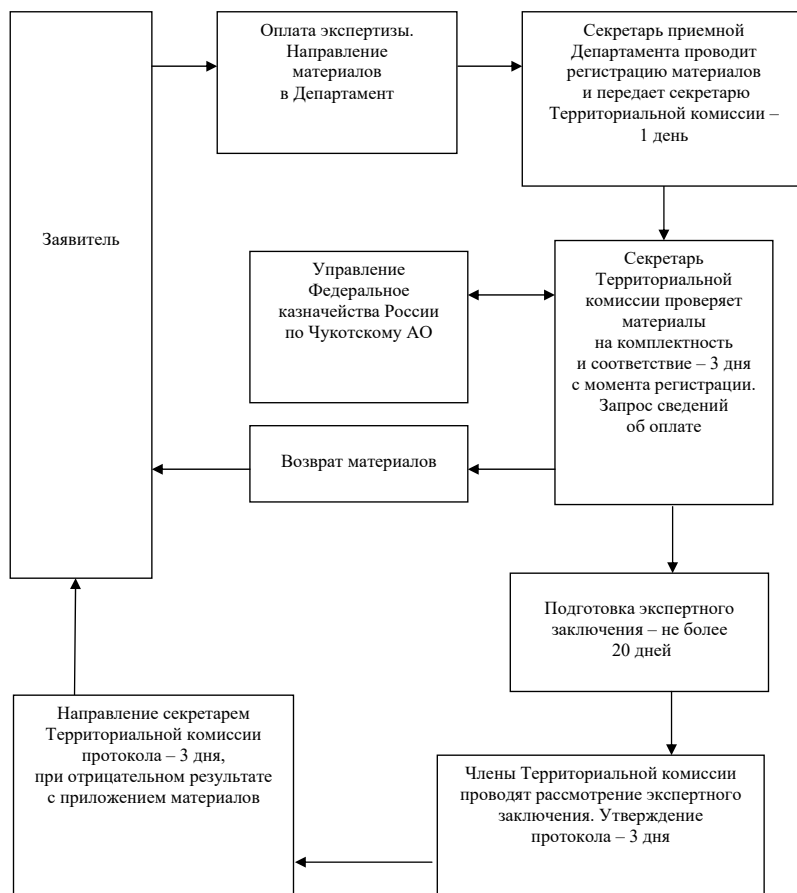 Оплата экспертизы.
Направление
материалов
в Департамент
Секретарь приемной
Департамента проводит
регистрацию материалов
и передает секретарю
Территориальной комиссии –
1 день
Заявитель
Управление
Федеральное
казначейства России
по Чукотскому АО
Секретарь
Территориальной
комиссии проверяет
материалы
на комплектность
и соответствие – 3 дня
с момента регистрации.
Запрос сведений
об оплате
Возврат материалов
Подготовка экспертного
заключения – не более
20 дней
Члены Территориальной комиссии
проводят рассмотрение экспертного
заключения. Утверждение
протокола – 3 дня
Направление секретарем
Территориальной комиссии
протокола – 3 дня,
при отрицательном результате
с приложением материалов